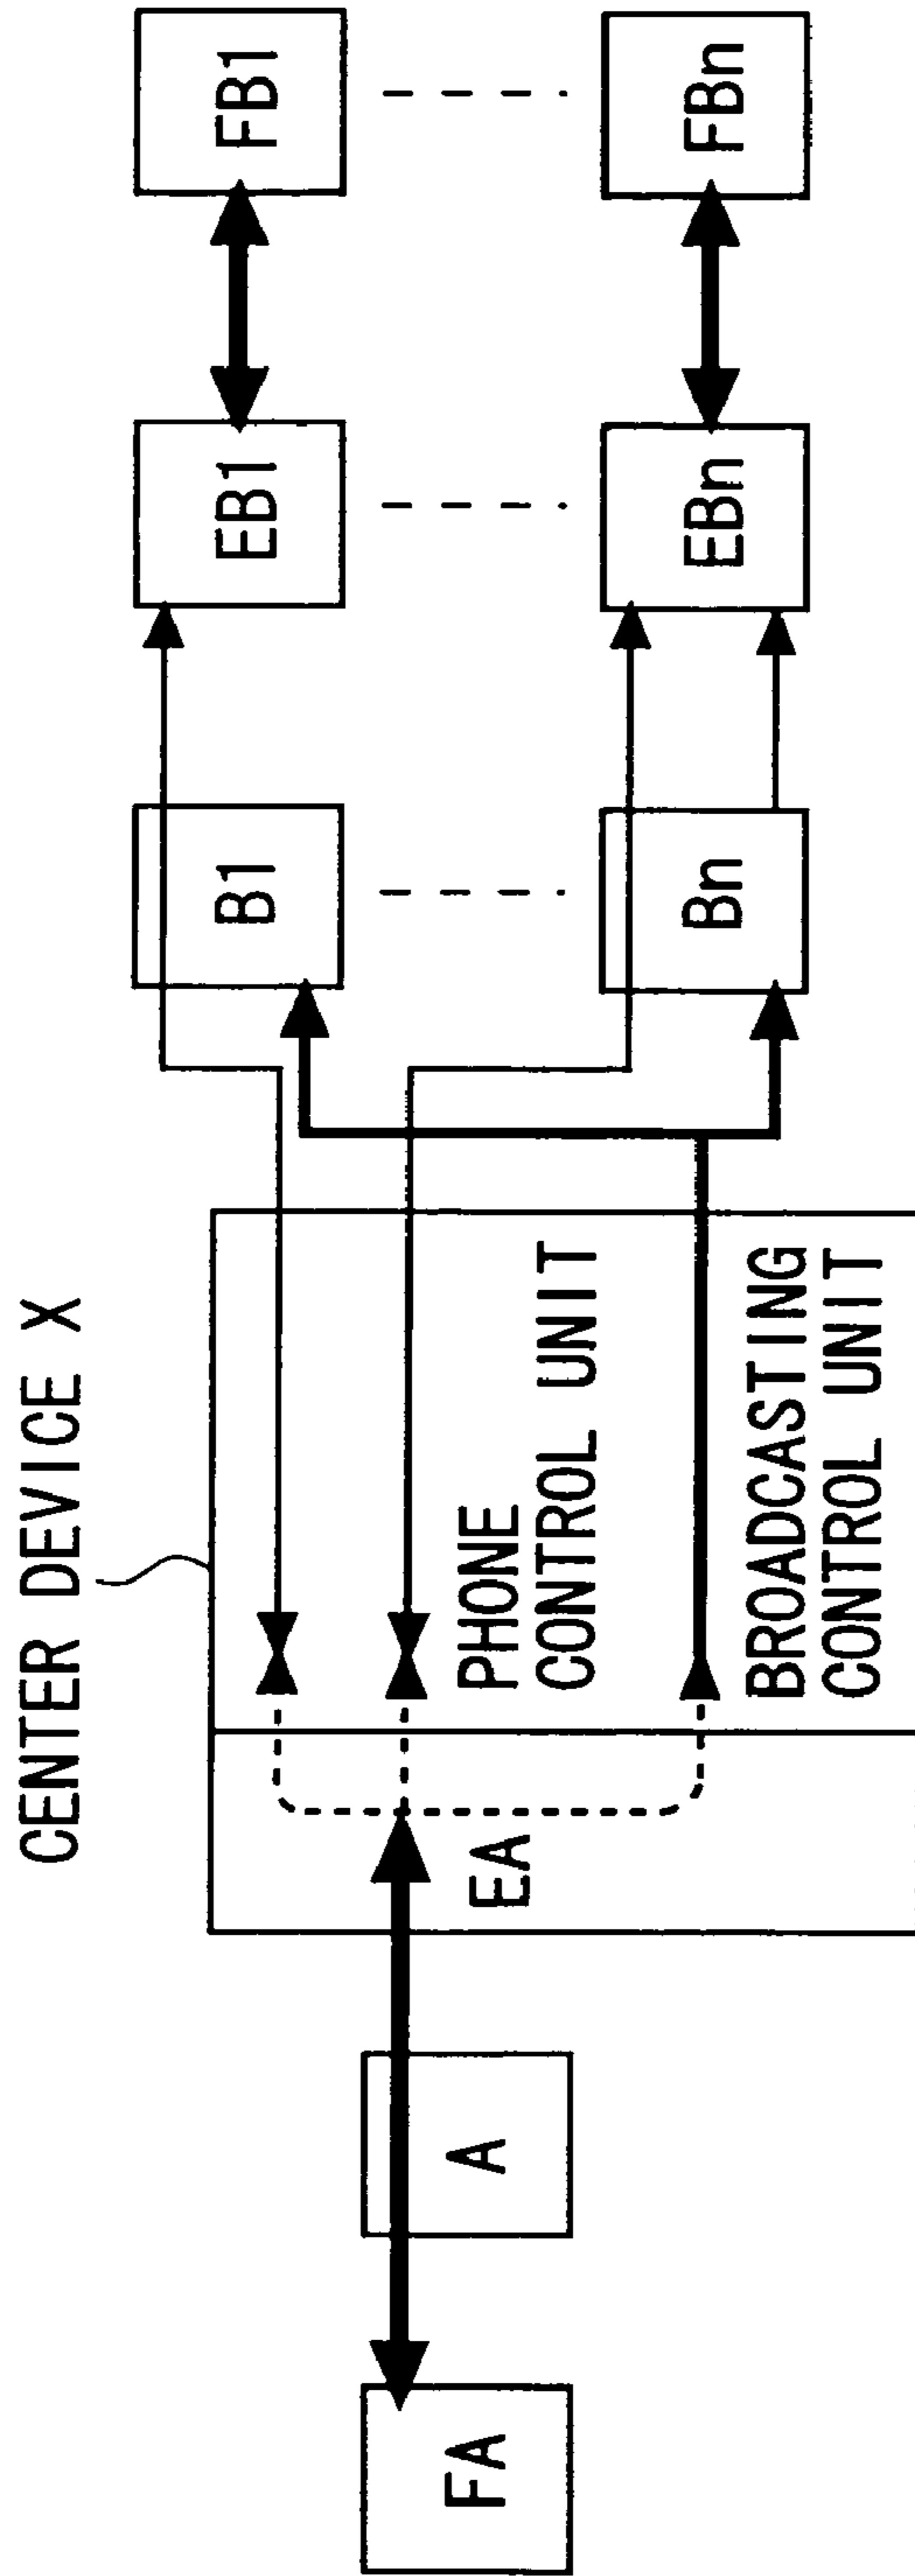 CENTER DEVICE X
FA
A
EA
PHONE
CONTROL UNIT
BROADCASTING
CONTROL UNIT
B1
Bn
EB1
EBn
FB1
FBn